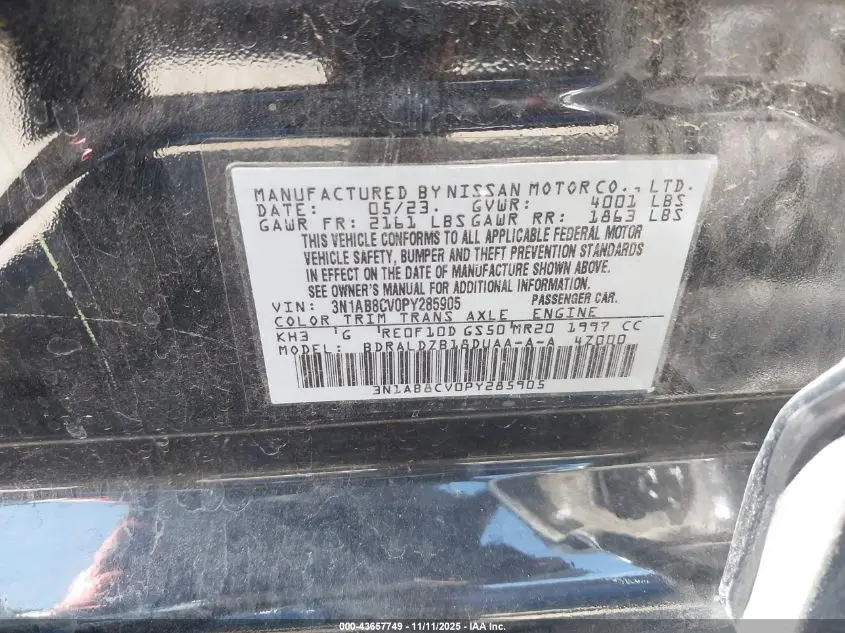 MANUFACTURED BY NISSAN MOTOR CO., LTD.
DATE: 05/23. GVWR: 4001 LBS
GAWR FR: 2161 LBS GAWR RR: 1863 LBS
THIS VEHICLE CONFORMS TO ALL APPLICABLE FEDERAL MOTOR
VEHICLE SAFETY, BUMPER AND THEFT PREVENTION STANDARDS
IN EFFECT ON THE DATE OF MANUFACTURE SHOWN ABOVE.
SEE OWNER'S MANUAL FOR ADDITIONAL INFORMATION.
VIN: 3N1AB8CV0PY285905 PASSENGER CAR.
COLOR TRIM TRANS AXLE ENGINE
KH3 'G 'RE0F10D GS50 MR20 1997 CC
MODEL: BDRALDZB18DUAA-A-A 4Z000
3N1AB8CV0PY285905
000-43657749 - 11/11/2025 - IAA Inc.